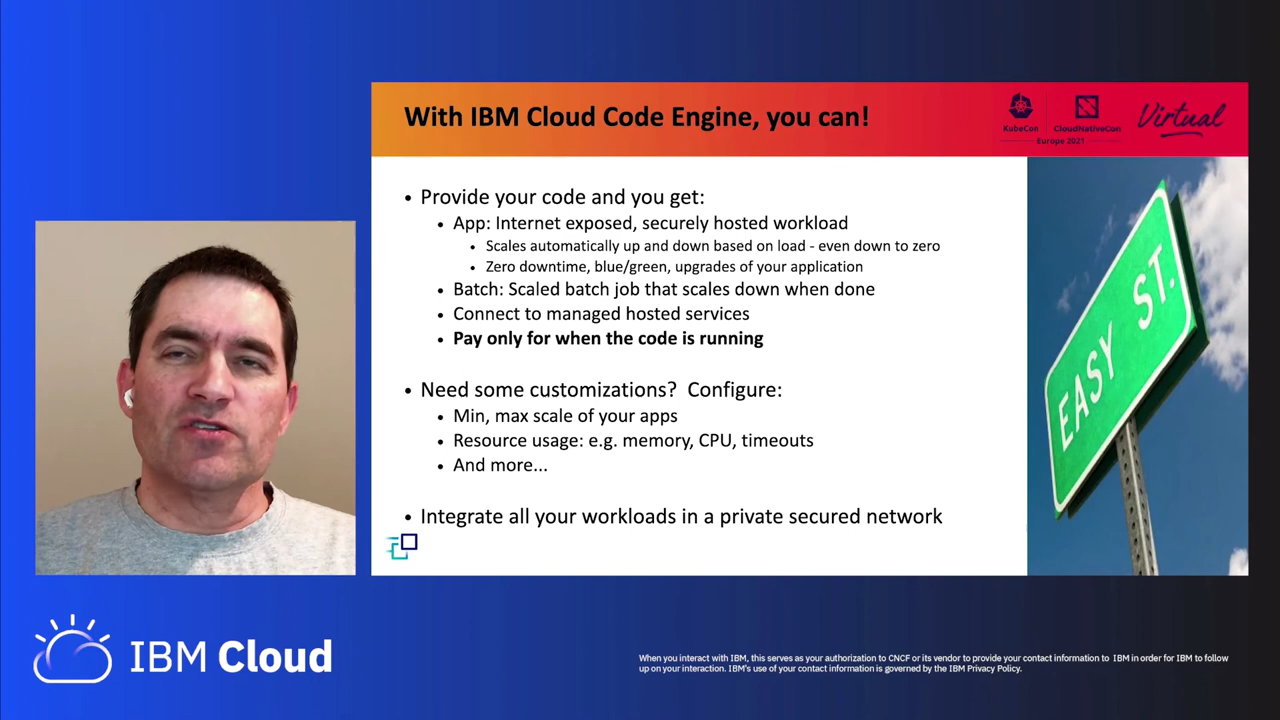 With IBM Cloud Code Engine, you can!
KubeCon
CloudNativeCon
Europe 2021
Virtual
• Provide your code and you get:
• App: Internet exposed, securely hosted workload
• Scales automatically up and down based on load - even down to zero
• Zero downtime, blue/green, upgrades of your application
• Batch: Scaled batch job that scales down when done
• Connect to managed hosted services
• Pay only for when the code is running
• Need some customizations? Configure:
• Min, max scale of your apps
• Resource usage: e.g. memory, CPU, timeouts
• And more...
• Integrate all your workloads in a private secured network
EASY ST.
IBM Cloud
When you interact with IBM, this serves as your authorization to CNCF or its vendor to provide your contact information to IBM in order for IBM to follow
up on your interaction. IBM's use of your contact information is governed by the IBM Privacy Policy.